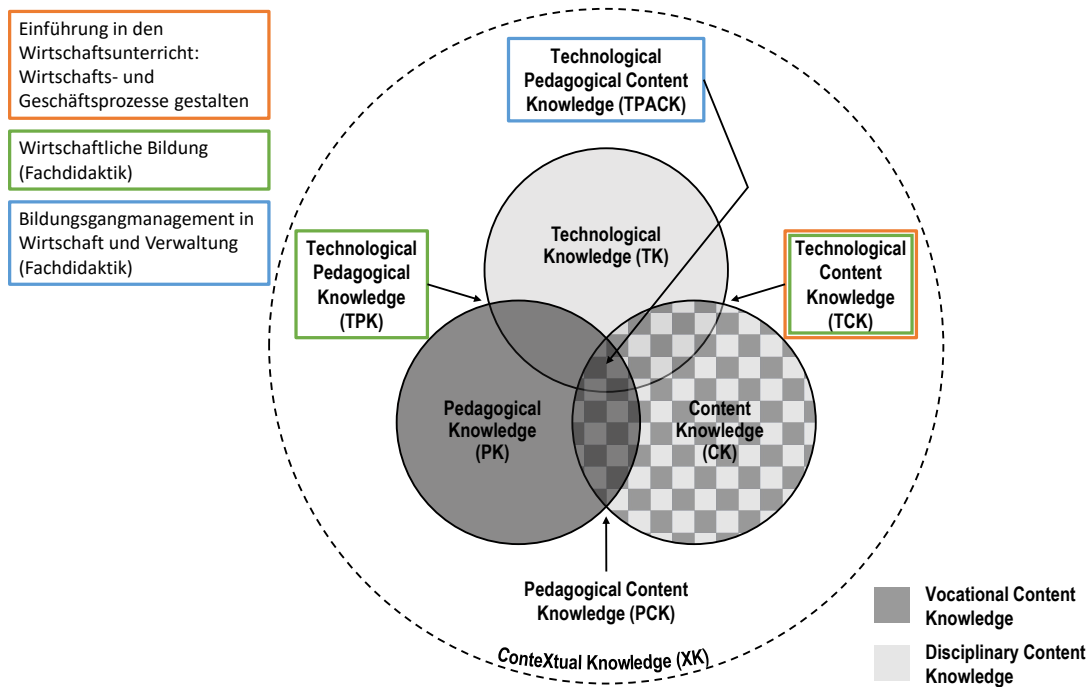 Einführung in den
Wirtschaftsunterricht:
Wirtschafts- und
Geschäftsprozesse gestalten
Wirtschaftliche Bildung
(Fachdidaktik)
Bildungsgangmanagement in
Wirtschaft und Verwaltung
(Fachdidaktik)
Technological
Pedagogical Content
Knowledge (TPACK)
Technological
Knowledge (TK)
Technological
Pedagogical
Knowledge
(TPK)
Technological
Content
Knowledge
(TCK)
Pedagogical
Knowledge
(PK)
Content
Knowledge
(CK)
Pedagogical Content
Knowledge (PCK)
ConteXtual Knowledge (XK)
Vocational Content
Knowledge
Disciplinary Content
Knowledge